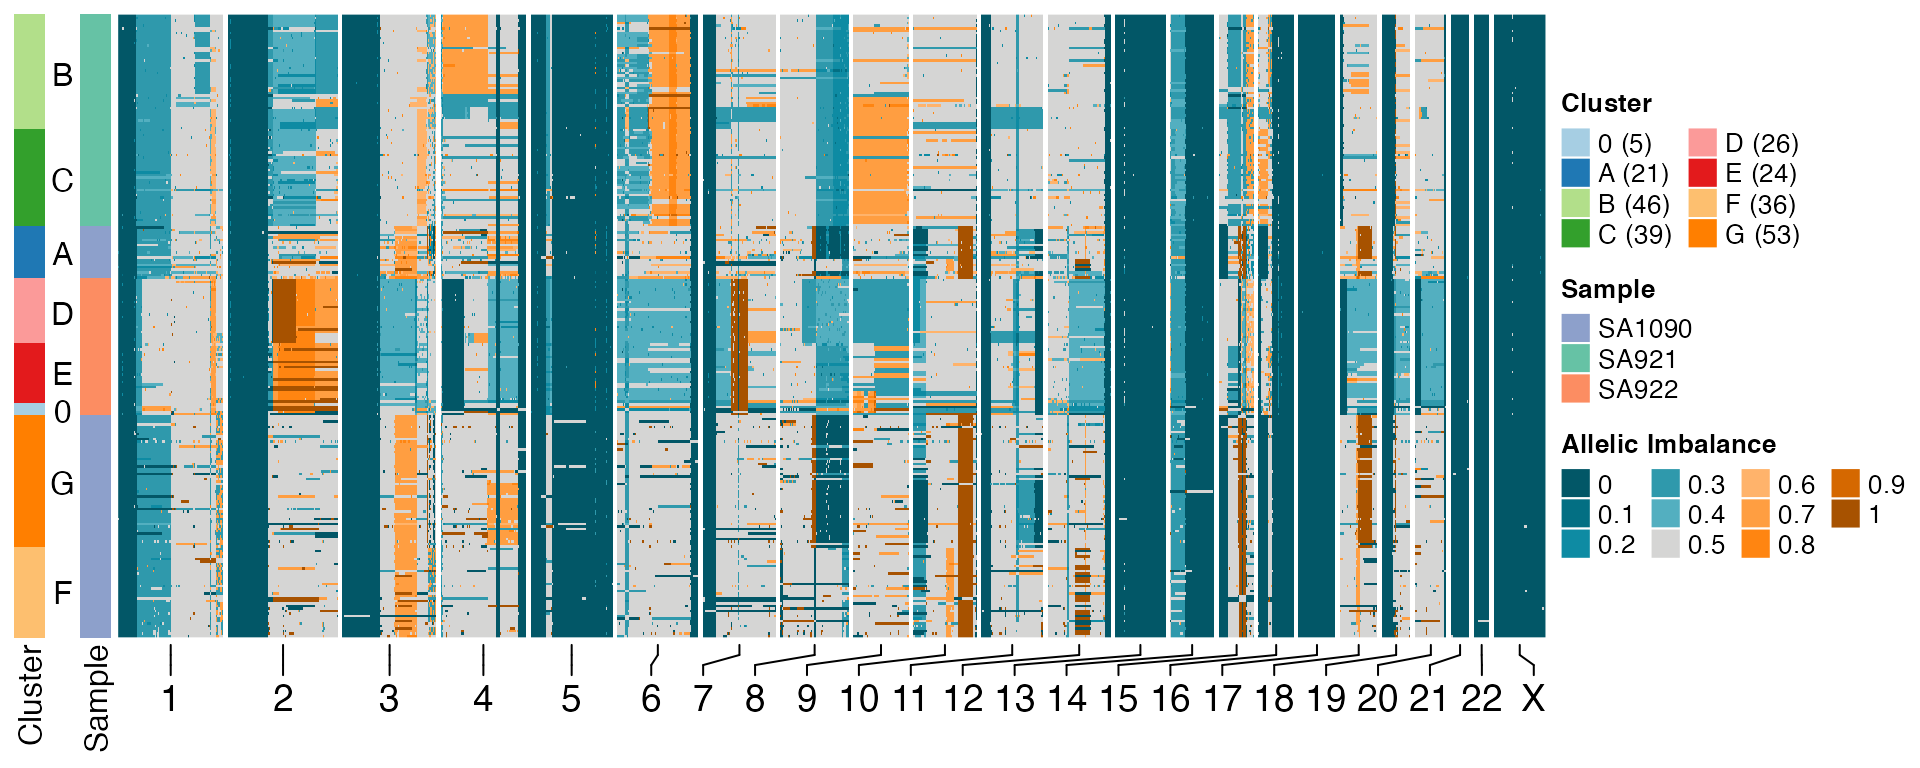 B
C
A
D
E
0
G
F
Cluster
Sample
1 2 3 4 5 6 7 8 9 10 11 12 13 14 15 16 17 18 19 20 21 22 X
Cluster
0 (5) D (26)
A (21) E (24)
B (46) F (36)
C (39) G (53)
Sample
SA1090
SA921
SA922
Allelic Imbalance
0 0.3 0.6 0.9
0.1 0.4 0.7 1
0.2 0.5 0.8